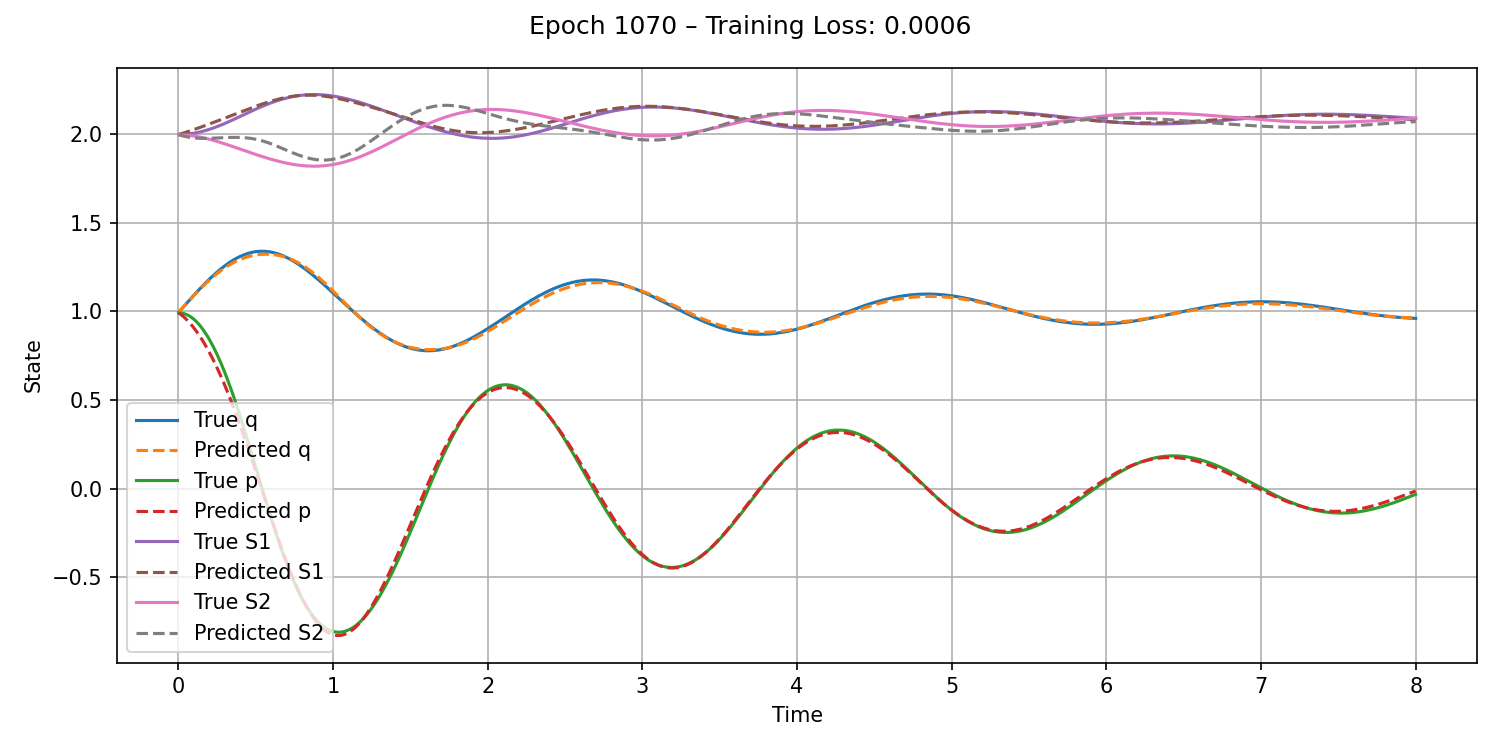 Epoch 1070 – Training Loss: 0.0006
State
2.0
1.5
1.0
0.5
0.0
−0.5
True q
Predicted q
True p
Predicted p
True S1
Predicted S1
True S2
Predicted S2
0 1 2 3 4 5 6 7 8
Time